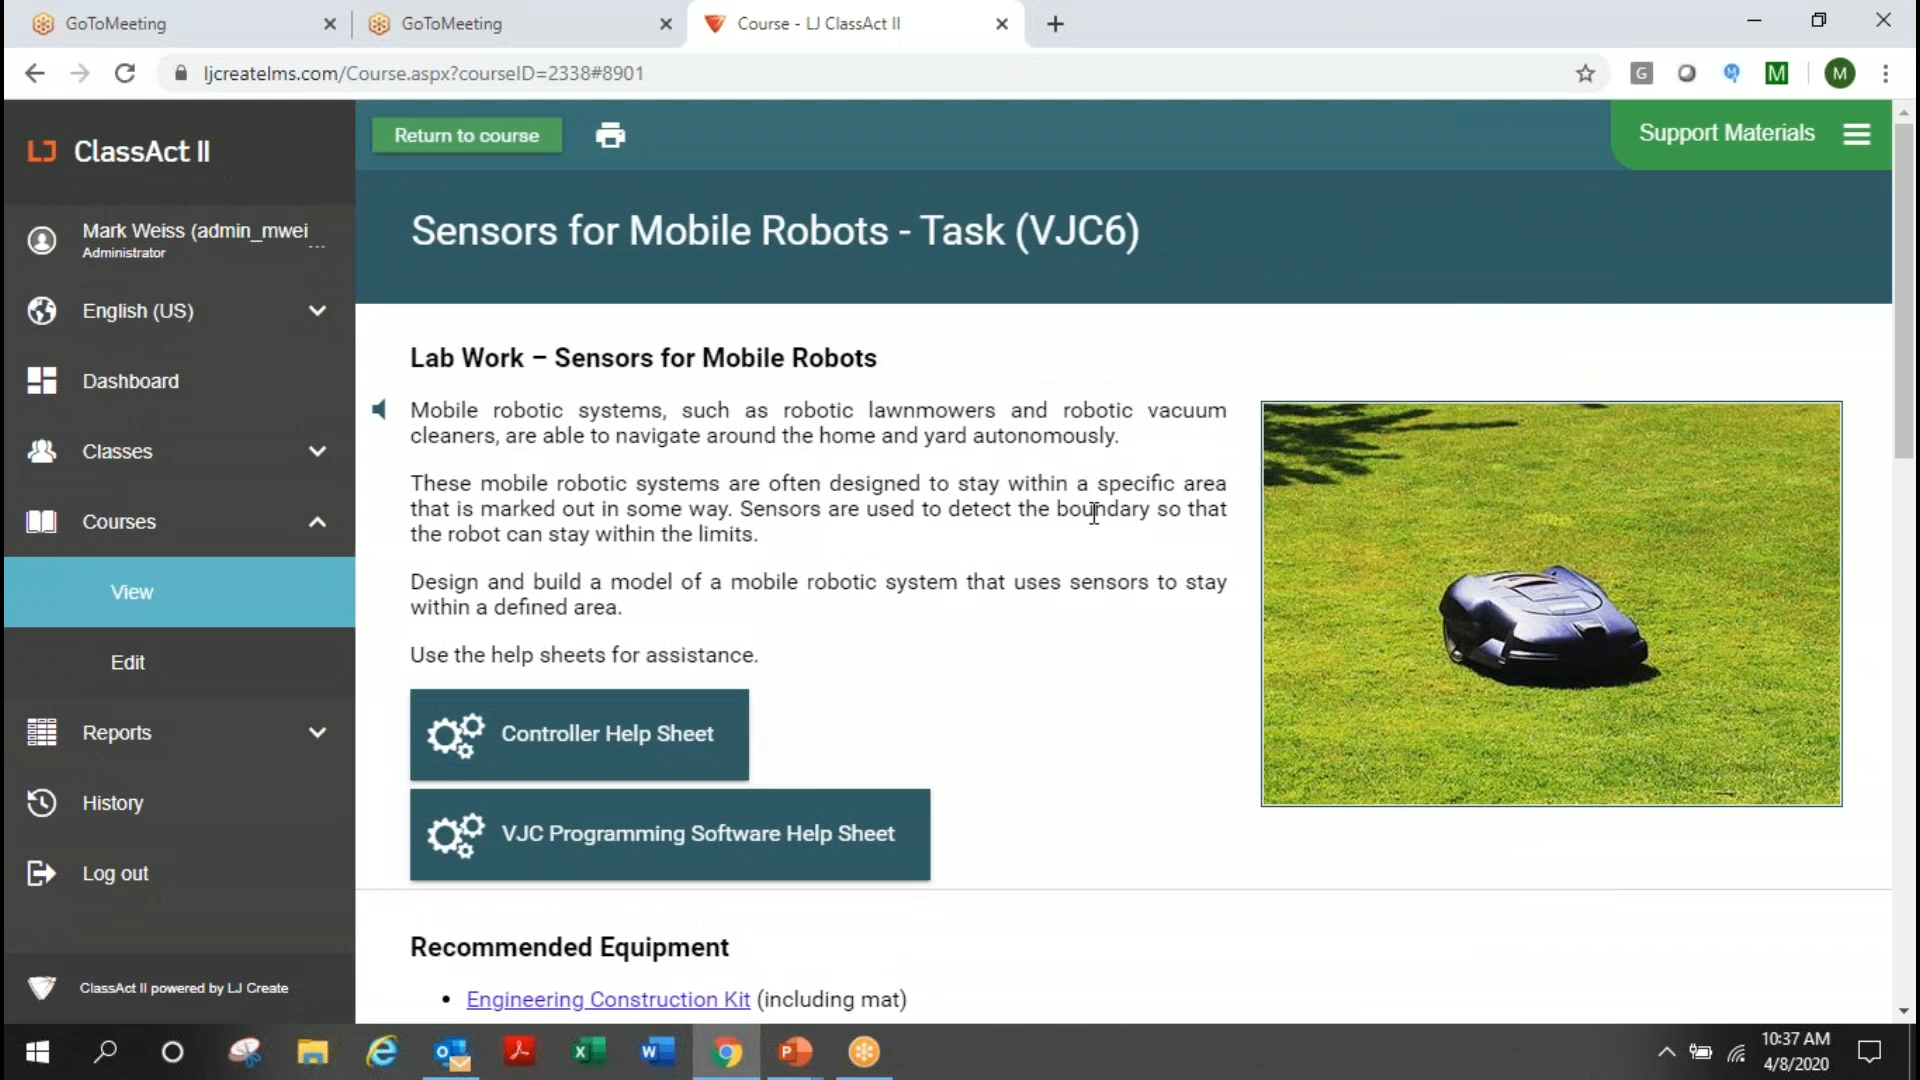 GoToMeeting
GoToMeeting
Course - LJ ClassAct II
ljcreatelms.com/Course.aspx?courseID=2338#8901
G
M
M
LJ ClassAct II
Return to course
Support Materials
Mark Weiss (admin_mwei
...
Administrator
Sensors for Mobile Robots - Task (VJC6)
English (US)
Dashboard
Classes
Courses
View
Edit
Reports
History
Log out
ClassAct II powered by LJ Create
Lab Work – Sensors for Mobile Robots
Mobile robotic systems, such as robotic lawnmowers and robotic vacuum
cleaners, are able to navigate around the home and yard autonomously.
These mobile robotic systems are often designed to stay within a specific area
that is marked out in some way. Sensors are used to detect the boundary so that
the robot can stay within the limits.
Design and build a model of a mobile robotic system that uses sensors to stay
within a defined area.
Use the help sheets for assistance.
Controller Help Sheet
VJC Programming Software Help Sheet
Recommended Equipment
• Engineering Construction Kit (including mat)
10:37 AM
4/8/2020